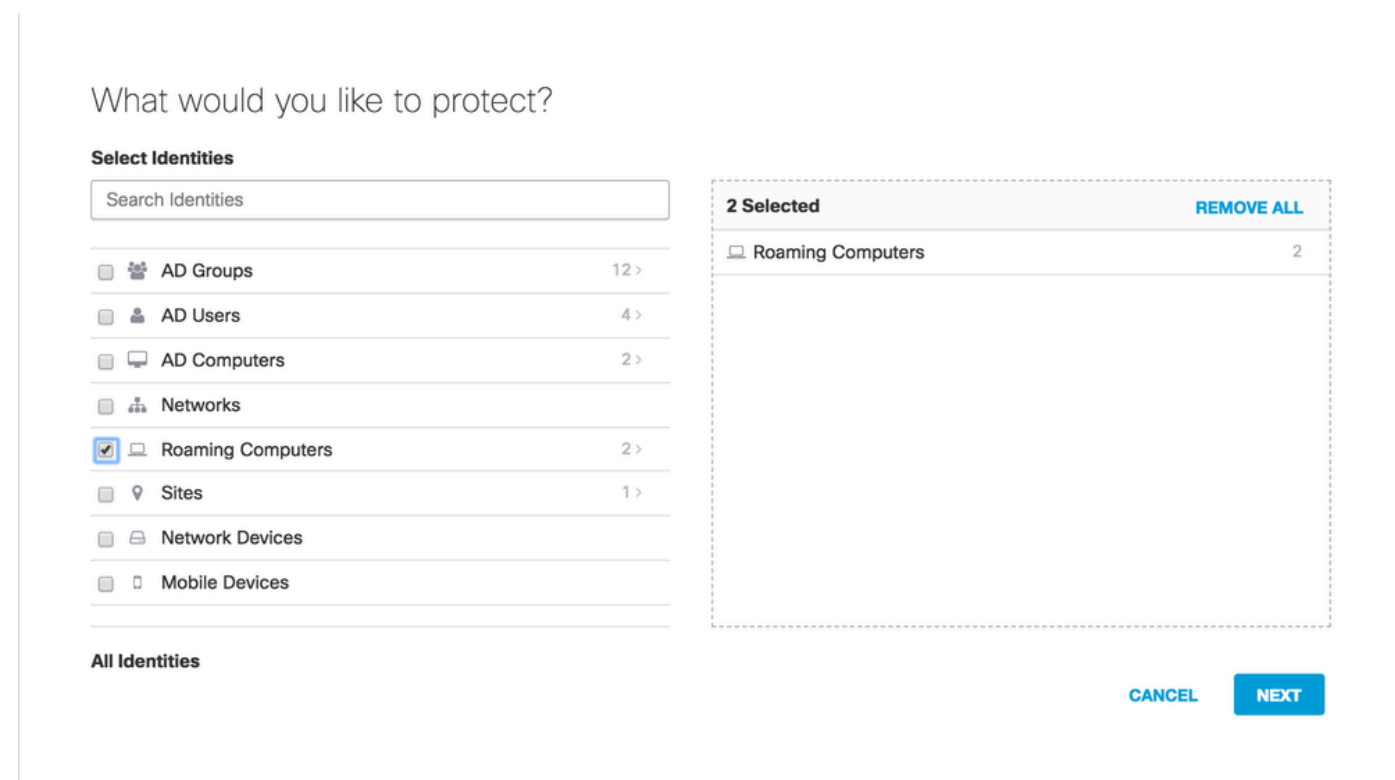 What would you like to protect?
Select Identities
Search Identities
AD Groups 12 >
AD Users 4 >
AD Computers 2 >
Networks
Roaming Computers 2 >
Sites 1 >
Network Devices
Mobile Devices
All Identities
2 Selected REMOVE ALL
Roaming Computers 2
CANCEL NEXT